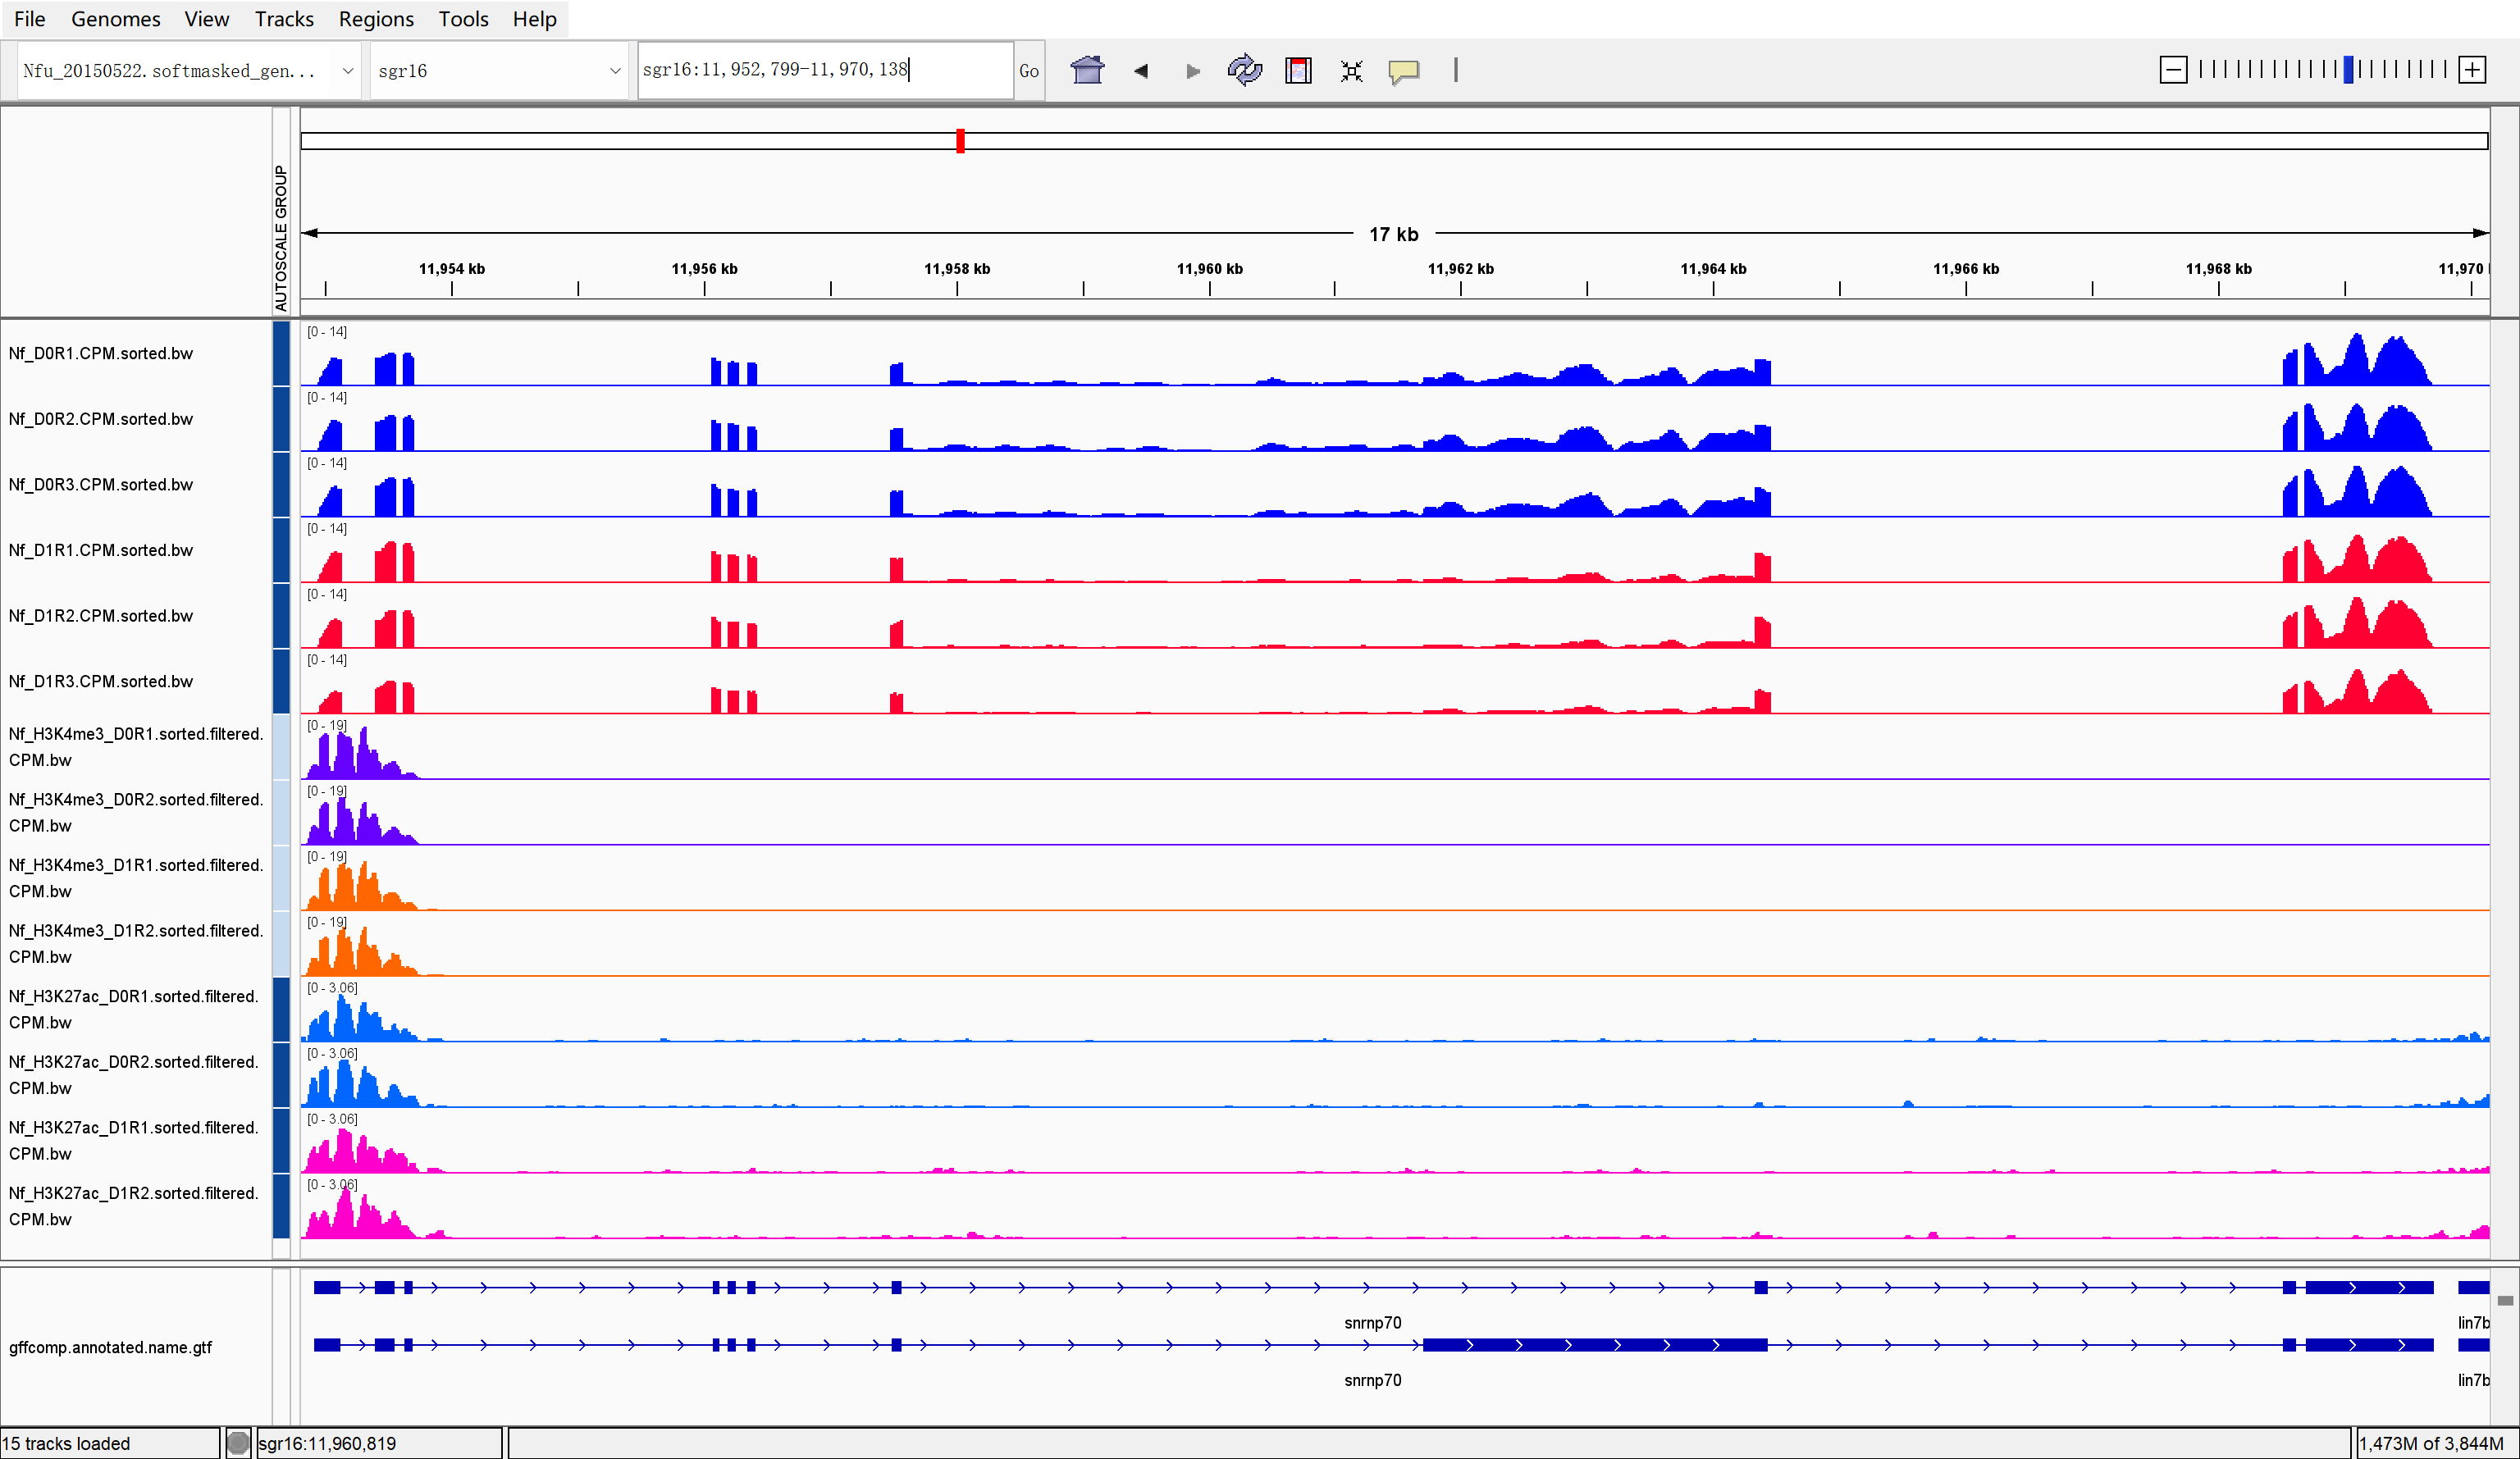 File Genomes View Tracks Regions Tools Help
Nfu_20150522.softmasked_gen... sgr16 sgr16:11,952,799-11,970,138 Go
AUTOSCALE GROUP
17 kb
11,954 kb 11,956 kb 11,958 kb 11,960 kb 11,962 kb 11,964 kb 11,966 kb 11,968 kb 11,970
[0 - 14]
Nf_D0R1.CPM.sorted.bw
[0 - 14]
Nf_D0R2.CPM.sorted.bw
[0 - 14]
Nf_D0R3.CPM.sorted.bw
[0 - 14]
Nf_D1R1.CPM.sorted.bw
[0 - 14]
Nf_D1R2.CPM.sorted.bw
[0 - 14]
Nf_D1R3.CPM.sorted.bw
[0 - 19]
Nf_H3K4me3_D0R1.sorted.filtered.
CPM.bw
[0 - 19]
Nf_H3K4me3_D0R2.sorted.filtered.
CPM.bw
[0 - 19]
Nf_H3K4me3_D1R1.sorted.filtered.
CPM.bw
[0 - 19]
Nf_H3K4me3_D1R2.sorted.filtered.
CPM.bw
[0 - 3.06]
Nf_H3K27ac_D0R1.sorted.filtered.
CPM.bw
[0 - 3.06]
Nf_H3K27ac_D0R2.sorted.filtered.
CPM.bw
[0 - 3.06]
Nf_H3K27ac_D1R1.sorted.filtered.
CPM.bw
[0 - 3.06]
Nf_H3K27ac_D1R2.sorted.filtered.
CPM.bw
snrnp70 lin7b
gffcomp.annotated.name.gtf
snrnp70 lin7b
15 tracks loaded sgr16:11,960,819 1,473M of 3,844M